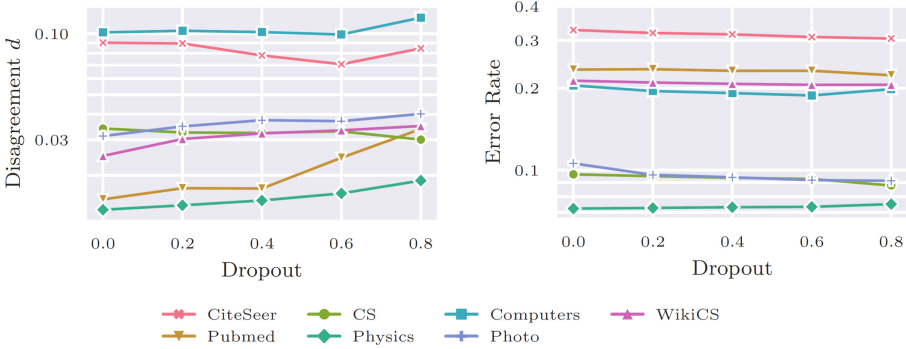 Disagreement d
0.10
0.03
0.0 0.2 0.4 0.6 0.8
Dropout
Error Rate
0.4
0.3
0.2
0.1
0.0 0.2 0.4 0.6 0.8
Dropout
CiteSeer CS Computers WikiCS
Pubmed Physics Photo